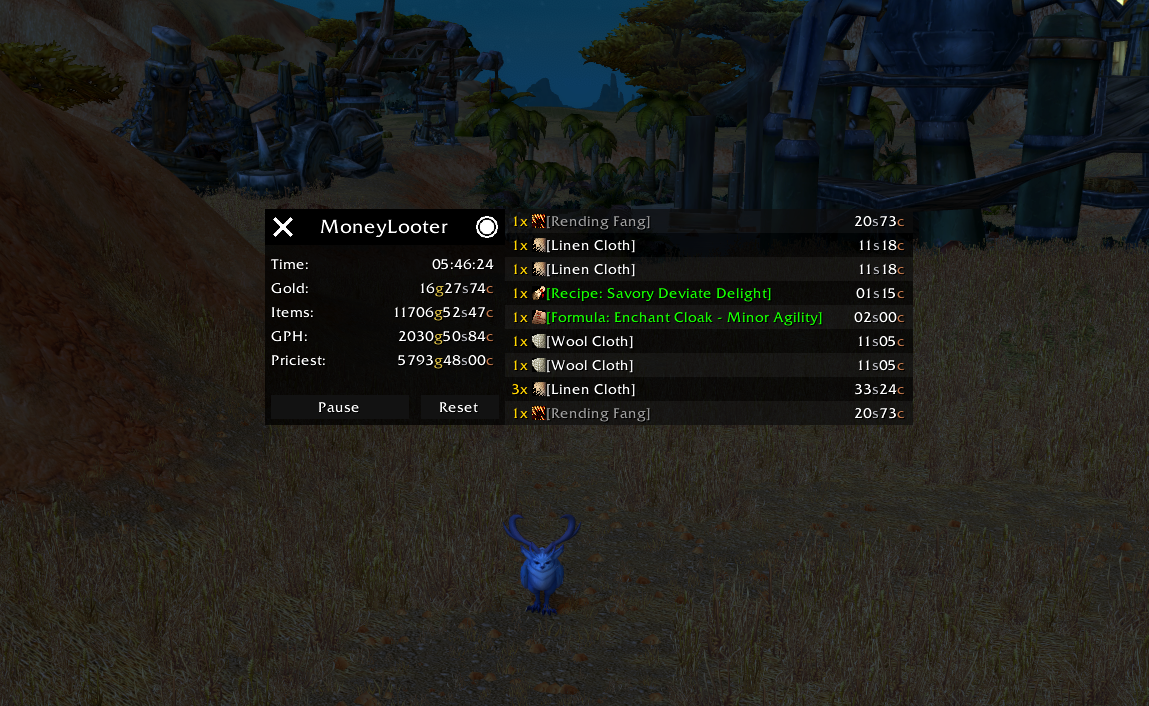 MoneyLooter
Time: 05:46:24
Gold: 16g27s74c
Items: 11706g52s47c
GPH: 2030g50s84c
Priciest: 5793g48s00c
Pause Reset
1x [Rending Fang] 20s73c
1x [Linen Cloth] 11s18c
1x [Linen Cloth] 11s18c
1x [Recipe: Savory Deviate Delight] 01s15c
1x [Formula: Enchant Cloak - Minor Agility] 02s00c
1x [Wool Cloth] 11s05c
1x [Wool Cloth] 11s05c
3x [Linen Cloth] 33s24c
1x [Rending Fang] 20s73c